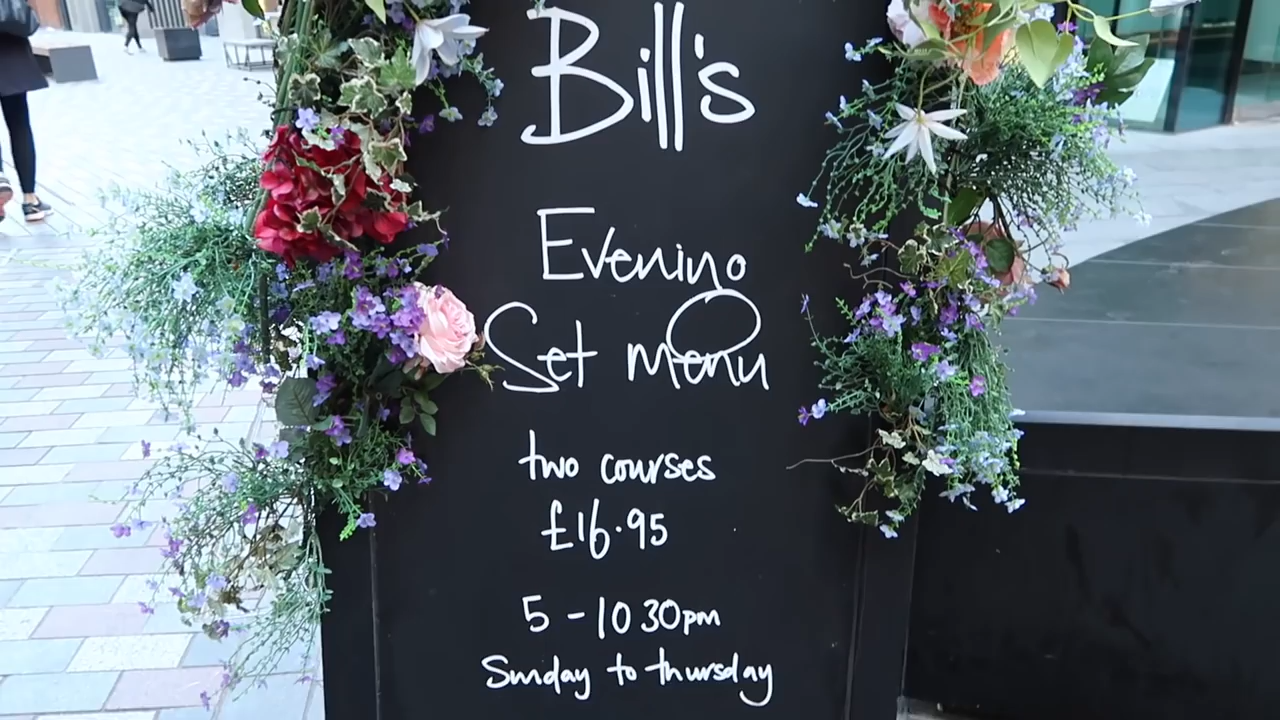 Bill's
Evening
Set menu
two courses
£16.95
5 - 10 30pm
Sunday to thursday